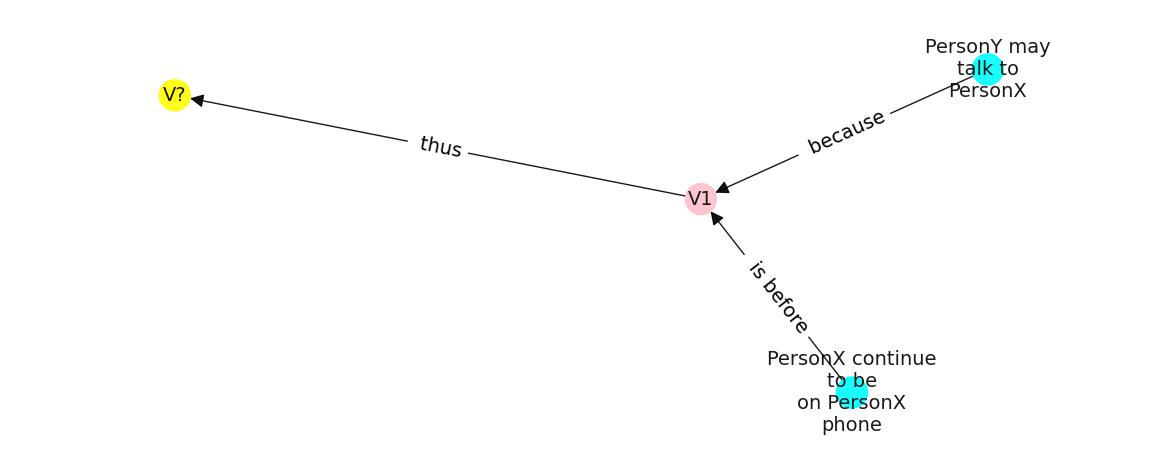 PersonY may
talk to
PersonX
V?
because
thus
V1
is before
PersonX continue
to be
on PersonX
phone